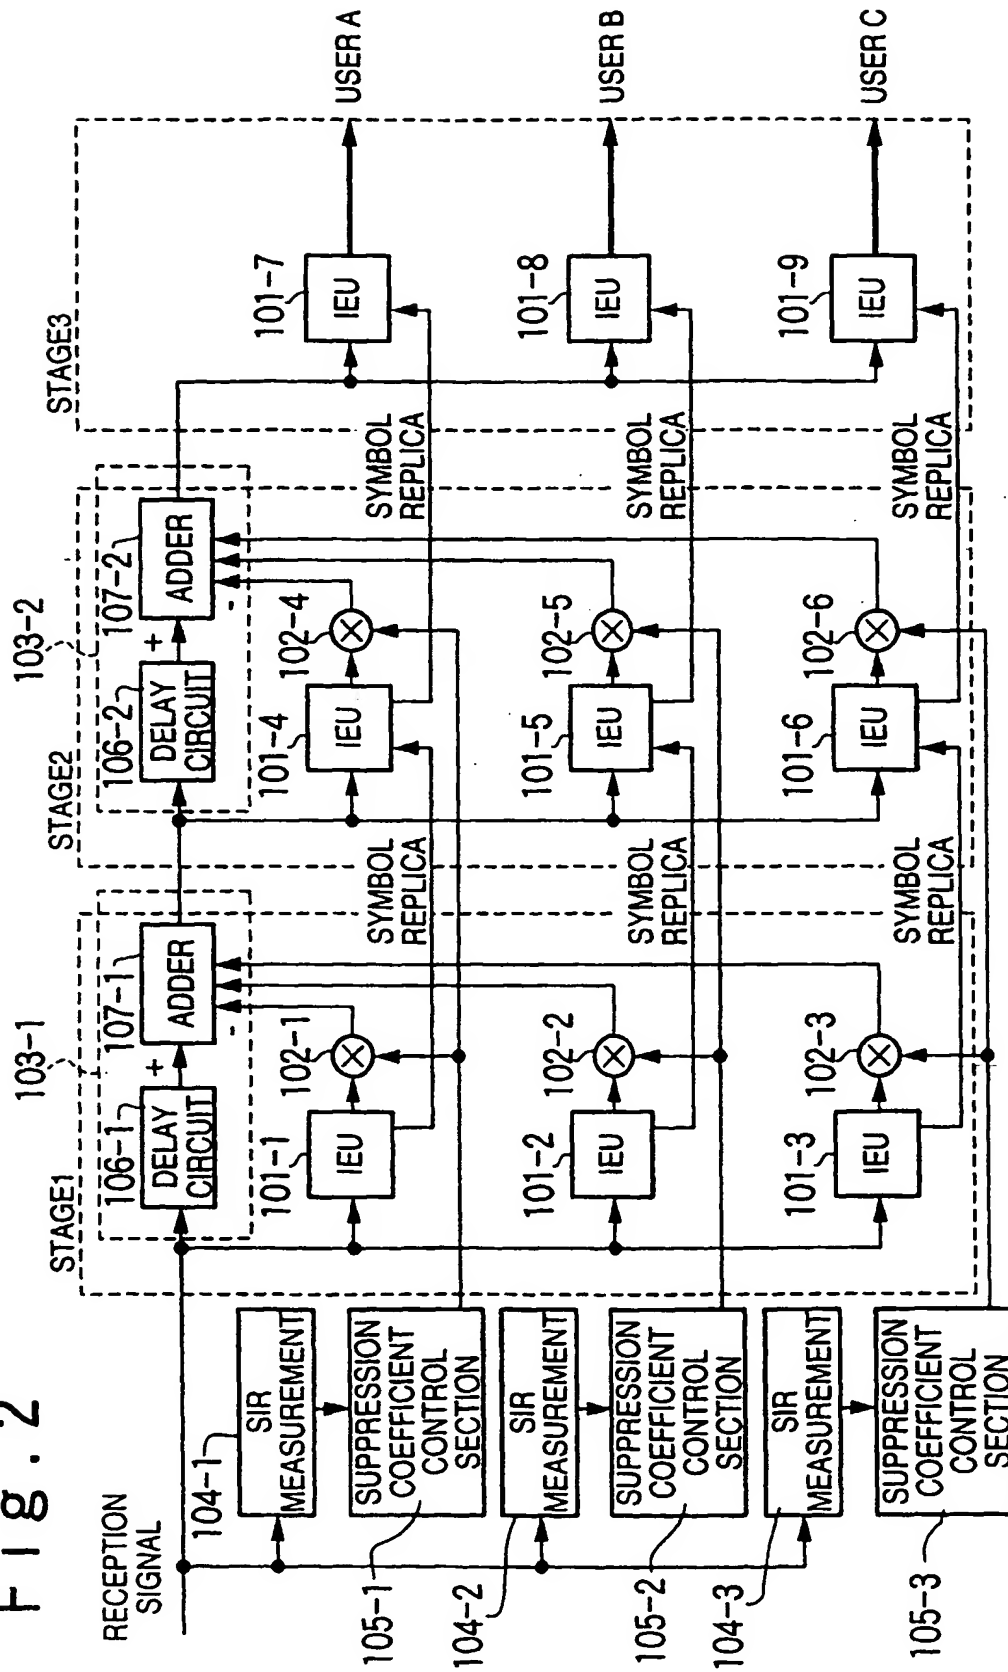 Fig. 2
RECEPTION
SIGNAL
STAGE1
STAGE2
STAGE3
103-1
103-2
106-1
DELAY
CIRCUIT
+
107-1
ADDER
-
106-2
DELAY
CIRCUIT
+
107-2
ADDER
-
104-1
SIR
MEASUREMENT
105-1
SUPPRESSION
COEFFICIENT
CONTROL
SECTION
101-1
IEU
102-1
SYMBOL
REPLICA
101-4
IEU
102-4
SYMBOL
REPLICA
101-7
IEU
USER A
104-2
SIR
MEASUREMENT
105-2
SUPPRESSION
COEFFICIENT
CONTROL
SECTION
101-2
IEU
102-2
SYMBOL
REPLICA
101-5
IEU
102-5
SYMBOL
REPLICA
101-8
IEU
USER B
104-3
SIR
MEASUREMENT
105-3
SUPPRESSION
COEFFICIENT
CONTROL
SECTION
101-3
IEU
102-3
SYMBOL
REPLICA
101-6
IEU
102-6
SYMBOL
REPLICA
101-9
IEU
USER C